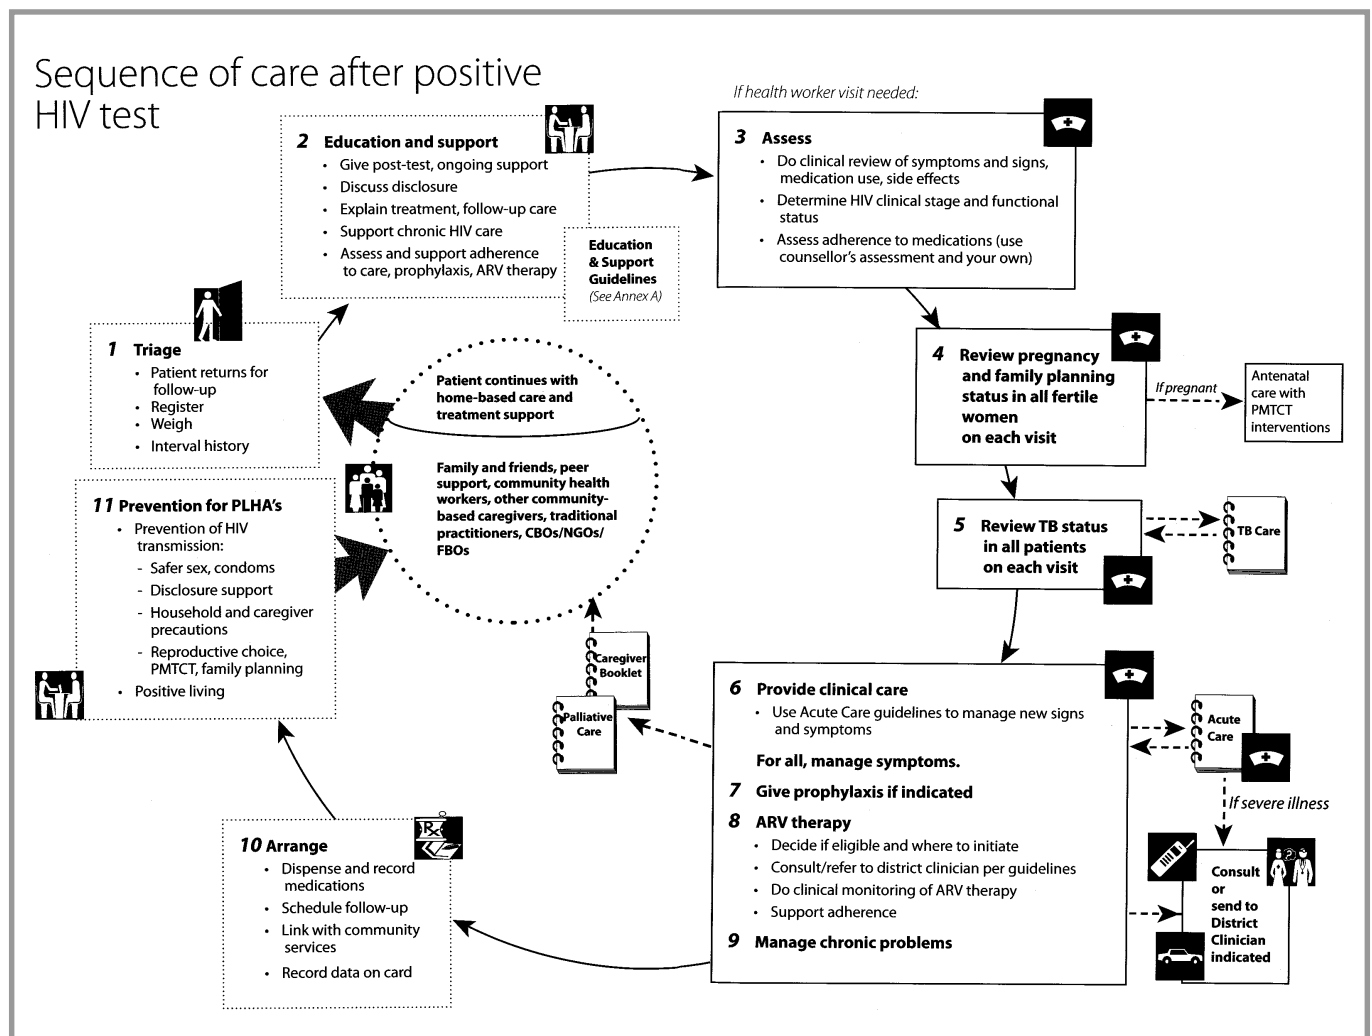 Sequence of care after positive
HIV test
If health worker visit needed:
2 Education and support
• Give post-test, ongoing support
• Discuss disclosure
• Explain treatment, follow-up care
• Support chronic HIV care
• Assess and support adherence
to care, prophylaxis, ARV therapy
Education
& Support
Guidelines
(See Annex A)
3 Assess
• Do clinical review of symptoms and signs,
medication use, side effects
• Determine HIV clinical stage and functional
status
• Assess adherence to medications (use
counsellor's assessment and your own)
1 Triage
• Patient returns for
follow-up
• Register
• Weigh
• Interval history
Patient continues with
home-based care and
treatment support
Family and friends, peer
support, community health
workers, other community-
based caregivers, traditional
practitioners, CBOs/NGOs/
FBOs
4 Review pregnancy
and family planning
status in all fertile
women
on each visit
If pregnant
Antenatal
care with
PMTCT
interventions
5 Review TB status
in all patients
on each visit
TB Care
11 Prevention for PLHA's
• Prevention of HIV
transmission:
- Safer sex, condoms
- Disclosure support
- Household and caregiver
precautions
- Reproductive choice,
PMTCT, family planning
• Positive living
Caregiver
Booklet
Palliative
Care
6 Provide clinical care
• Use Acute Care guidelines to manage new signs
and symptoms
For all, manage symptoms.
7 Give prophylaxis if indicated
8 ARV therapy
• Decide if eligible and where to initiate
• Consult/refer to district clinician per guidelines
• Do clinical monitoring of ARV therapy
• Support adherence
9 Manage chronic problems
Acute
Care
If severe illness
Consult
or
send to
District
Clinician
indicated
?
10 Arrange
Rx
• Dispense and record
medications
• Schedule follow-up
• Link with community
services
• Record data on card